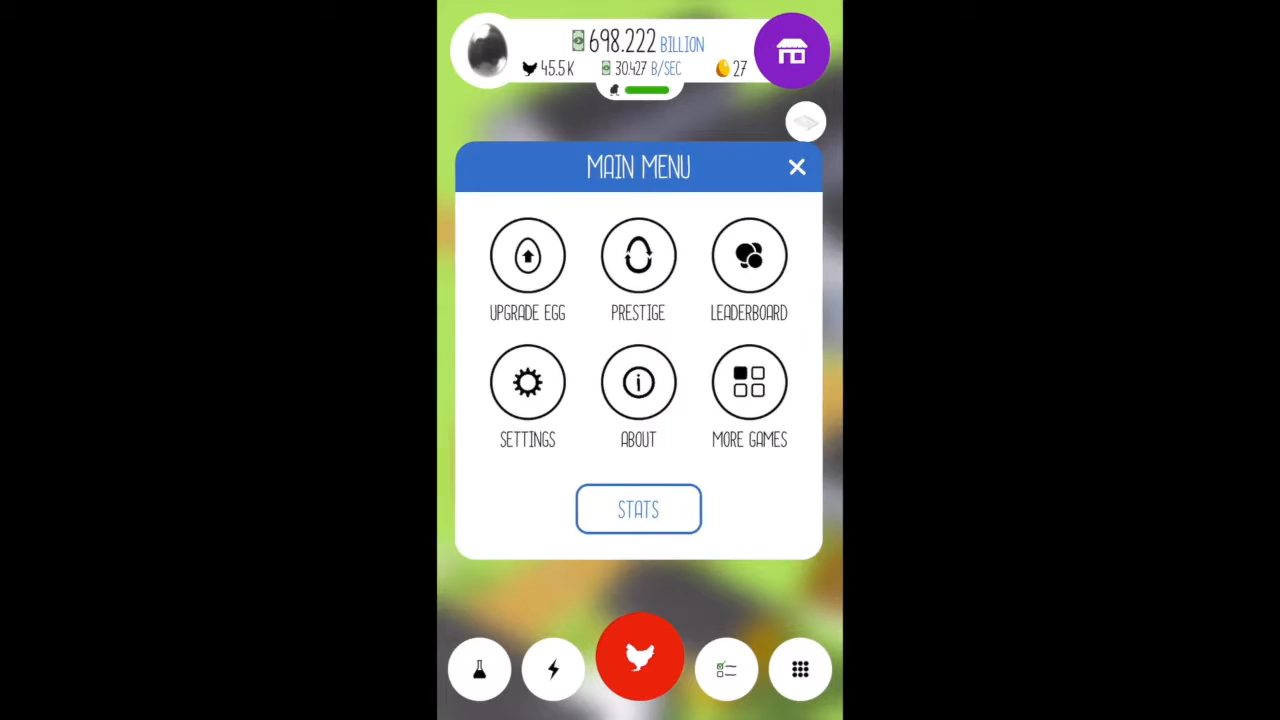 698.222 BILLION
45.5K 30.427 B/SEC 27
MAIN MENU
UPGRADE EGG PRESTIGE LEADERBOARD
SETTINGS ABOUT MORE GAMES
STATS